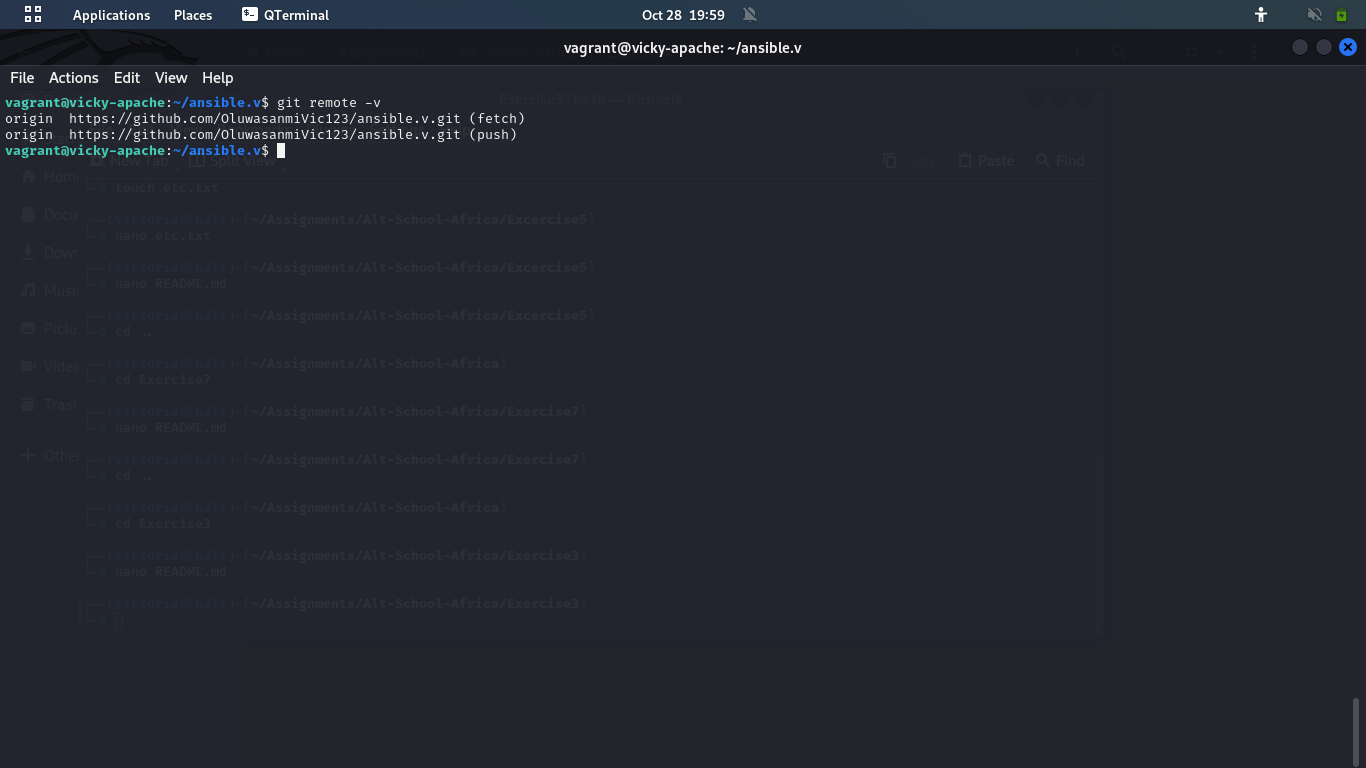 Applications Places QTerminal Oct 28 19:59
vagrant@vicky-apache: ~/ansible.v
File Actions Edit View Help
vagrant@vicky-apache:~/ansible.v$ git remote -v
origin  https://github.com/OluwasanmiVic123/ansible.v.git (fetch)
origin  https://github.com/OluwasanmiVic123/ansible.v.git (push)
vagrant@vicky-apache:~/ansible.v$
Exercise3 : bash — Konsole
New Tab Split View Copy Paste Find
Home
Docu
Down
Music
Pictu
Video
Trash
Other
$ touch etc.txt
(victoria㉿kali)-[~/Assignments/Alt-School-Africa/Excercise5]
$ nano etc.txt
(victoria㉿kali)-[~/Assignments/Alt-School-Africa/Excercise5]
$ nano README.md
(victoria㉿kali)-[~/Assignments/Alt-School-Africa/Excercise5]
$ cd ..
(victoria㉿kali)-[~/Assignments/Alt-School-Africa]
$ cd Exercise7
(victoria㉿kali)-[~/Assignments/Alt-School-Africa/Exercise7]
$ nano README.md
(victoria㉿kali)-[~/Assignments/Alt-School-Africa/Exercise7]
$ cd ..
(victoria㉿kali)-[~/Assignments/Alt-School-Africa]
$ cd Exercise3
(victoria㉿kali)-[~/Assignments/Alt-School-Africa/Exercise3]
$ nano README.md
(victoria㉿kali)-[~/Assignments/Alt-School-Africa/Exercise3]
$